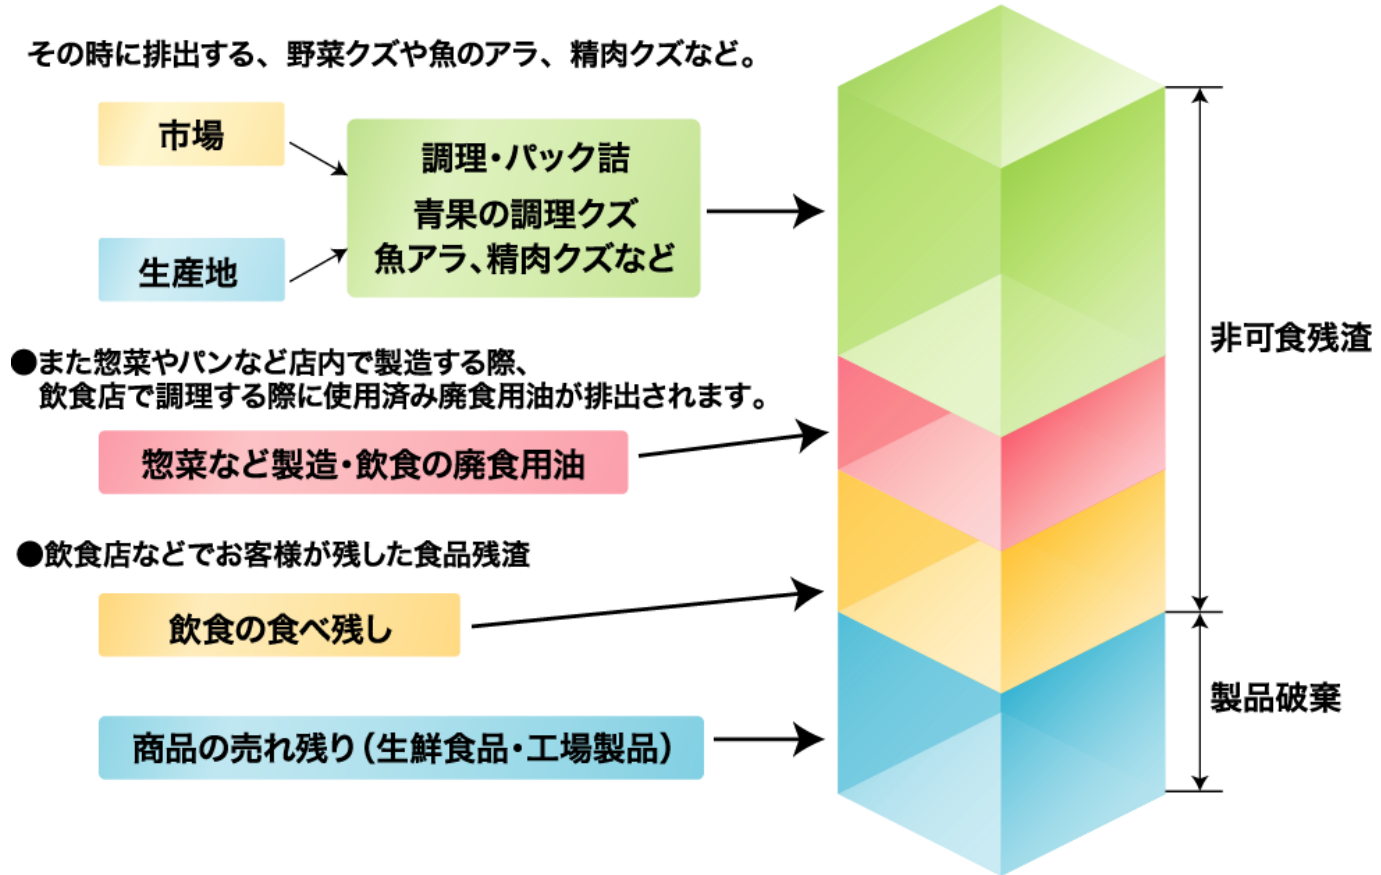 その時に排出する、野菜クズや魚のアラ、精肉クズなど。
市場
調理・パック詰
青果の調理クズ
魚アラ、精肉クズなど
生産地
非可食残渣
●また惣菜やパンなど店内で製造する際、
飲食店で調理する際に使用済み廃食用油が排出されます。
惣菜など製造・飲食の廃食用油
●飲食店などでお客様が残した食品残渣
飲食の食べ残し
製品破棄
商品の売れ残り（生鮮食品・工場製品）